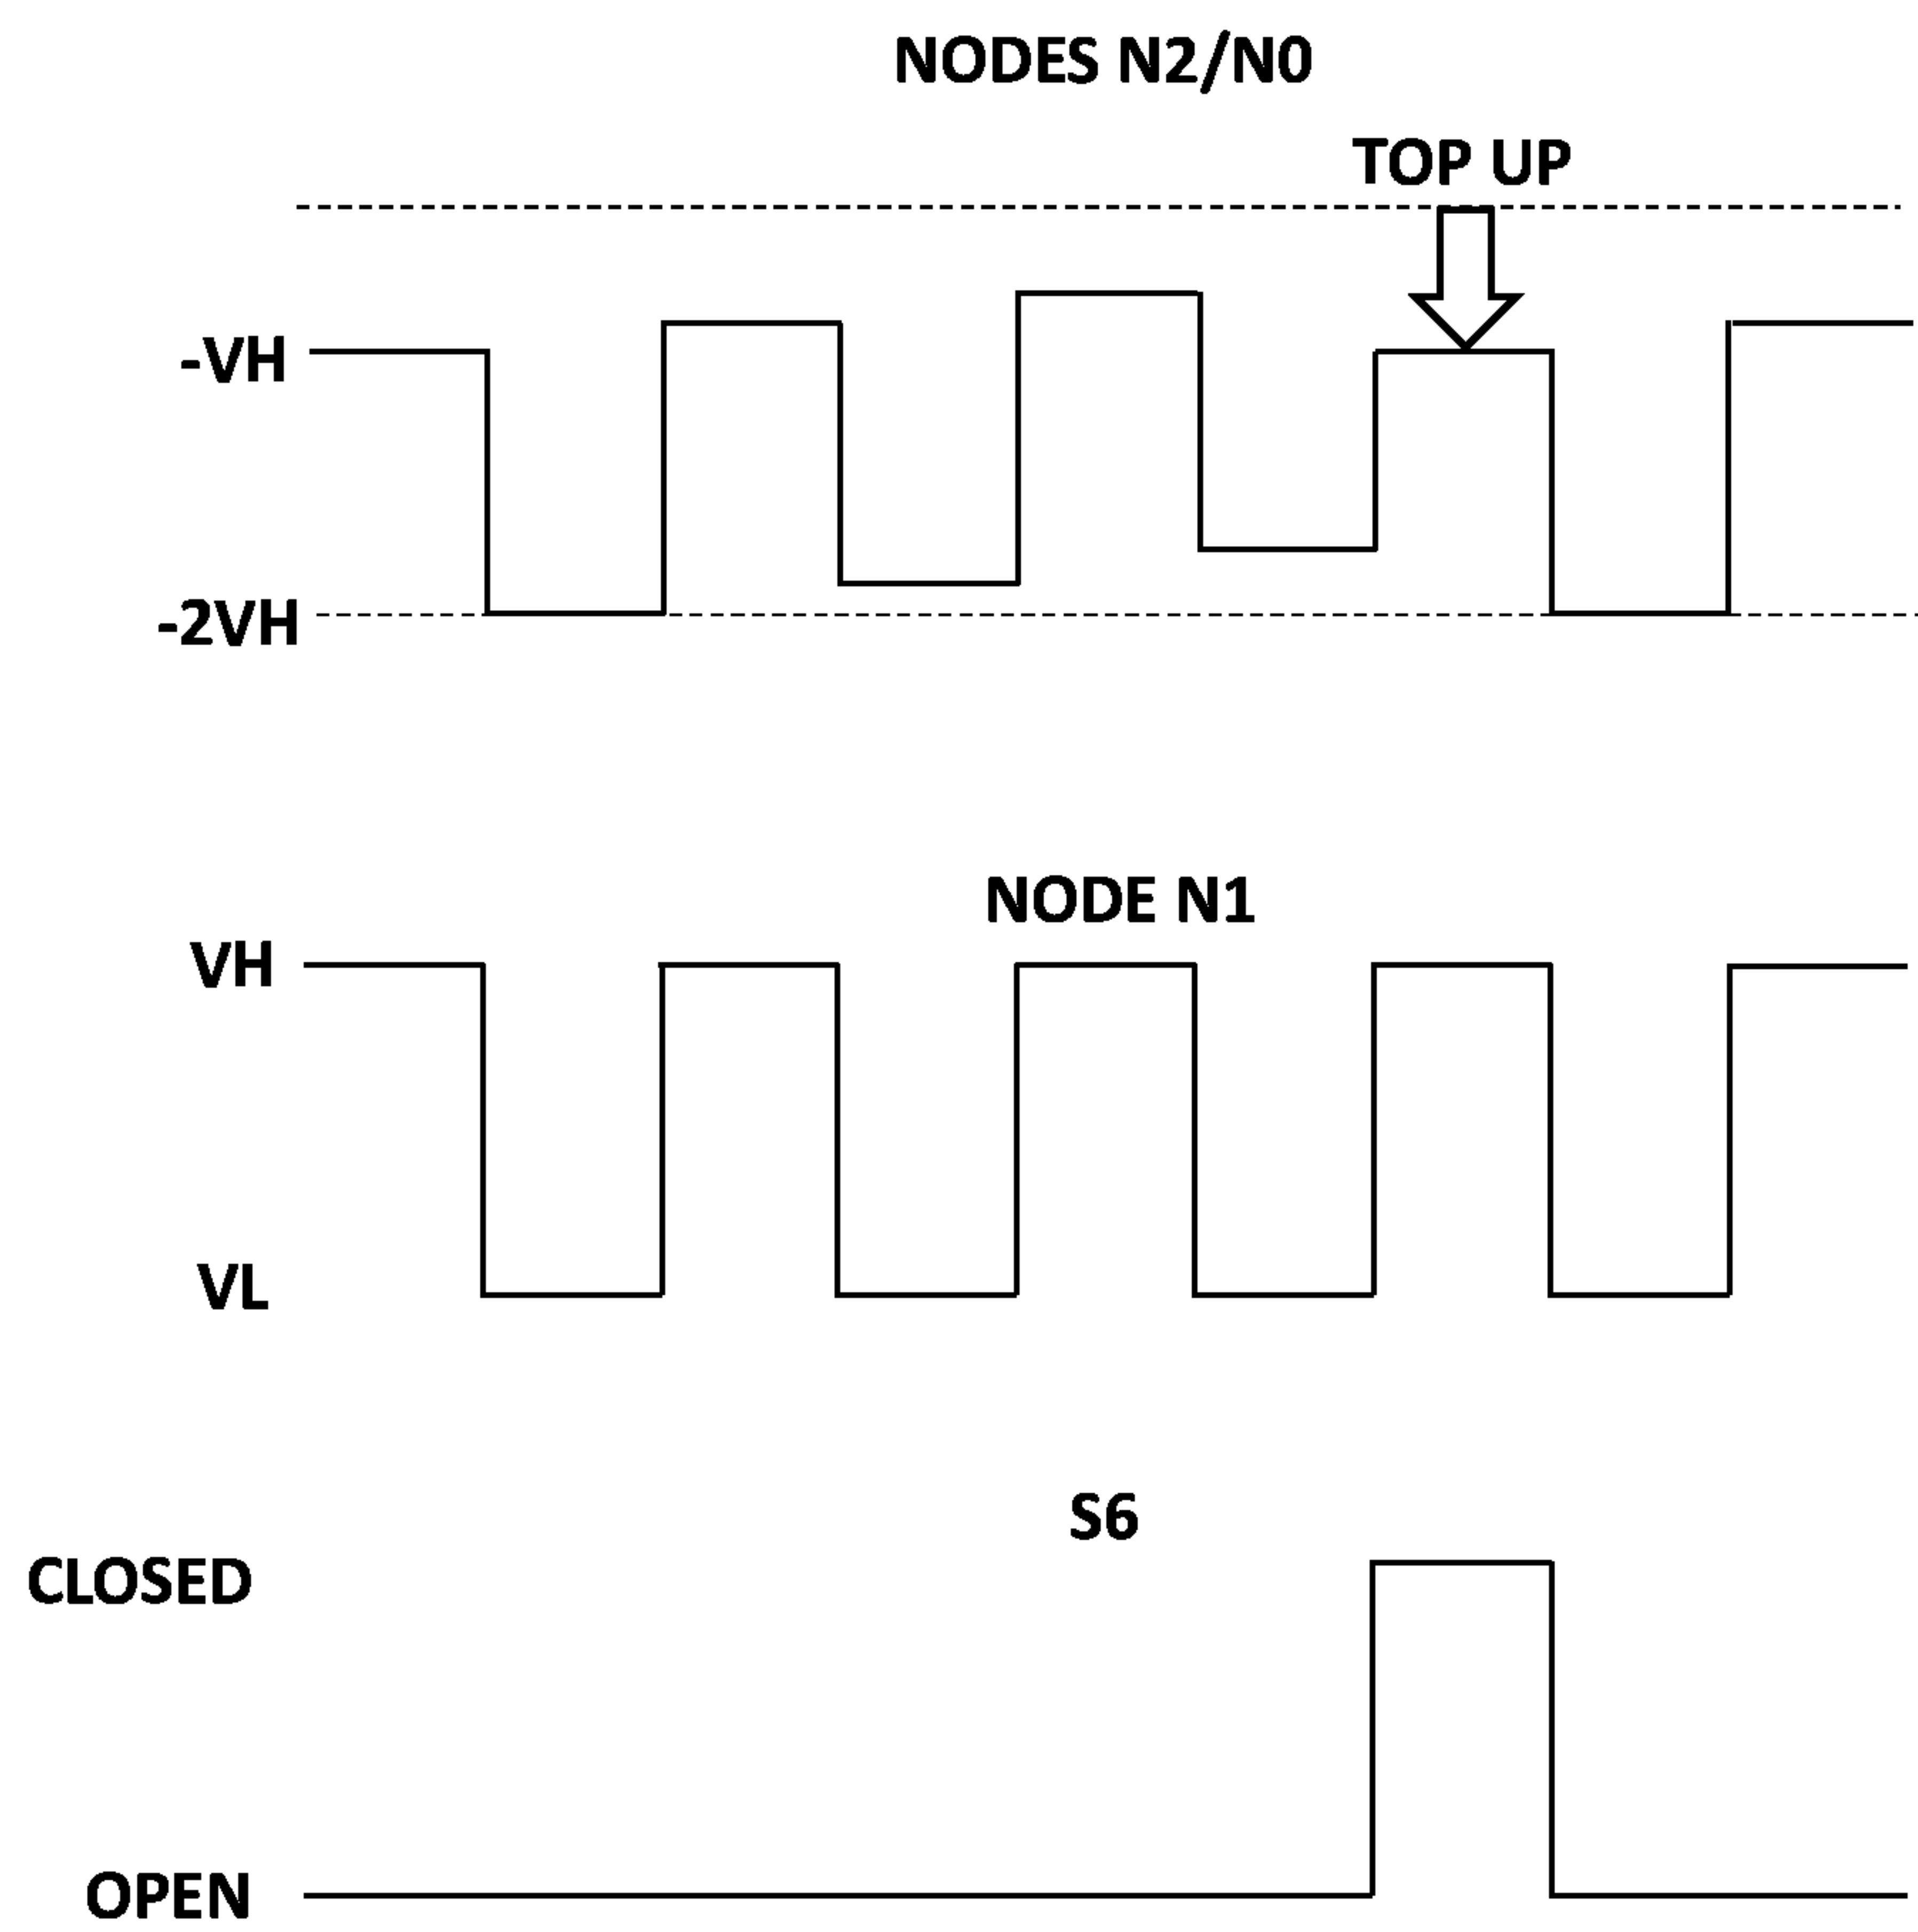 NODES N2/N0
TOP UP
-VH
-2VH
NODE N1
VH
VL
S6
CLOSED
OPEN